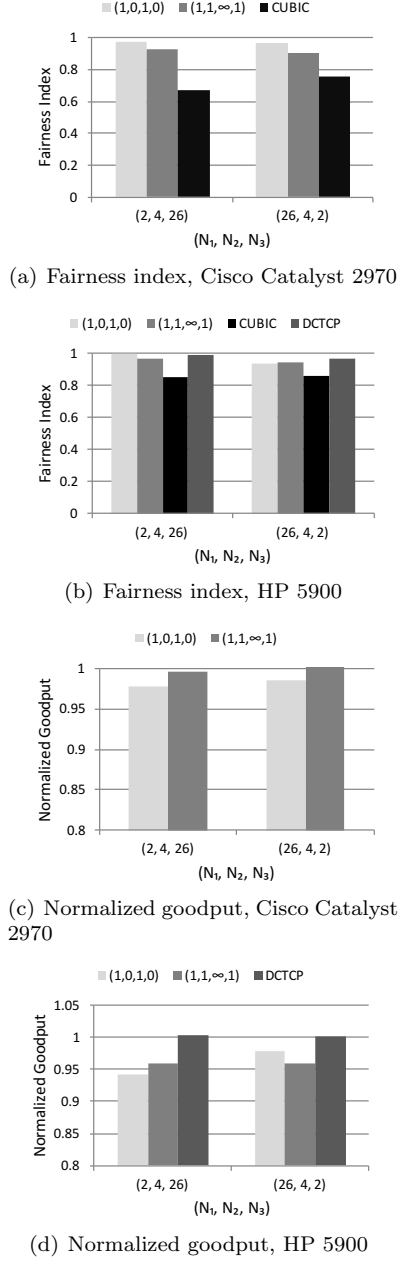 (1,0,1,0) (1,1,∞,1) CUBIC
1
0.8
0.6
0.4
0.2
0
Fairness Index
(2, 4, 26) (26, 4, 2)
(N₁, N₂, N₃)
(a) Fairness index, Cisco Catalyst 2970
(1,0,1,0) (1,1,∞,1) CUBIC DCTCP
1
0.8
0.6
0.4
0.2
0
Fairness Index
(2, 4, 26) (26, 4, 2)
(N₁, N₂, N₃)
(b) Fairness index, HP 5900
(1,0,1,0) (1,1,∞,1)
1
0.95
0.9
0.85
0.8
Normalized Goodput
(2, 4, 26) (26, 4, 2)
(N₁, N₂, N₃)
(c) Normalized goodput, Cisco Catalyst
2970
(1,0,1,0) (1,1,∞,1) DCTCP
1.05
1
0.95
0.9
0.85
0.8
Normalized Goodput
(2, 4, 26) (26, 4, 2)
(N₁, N₂, N₃)
(d) Normalized goodput, HP 5900